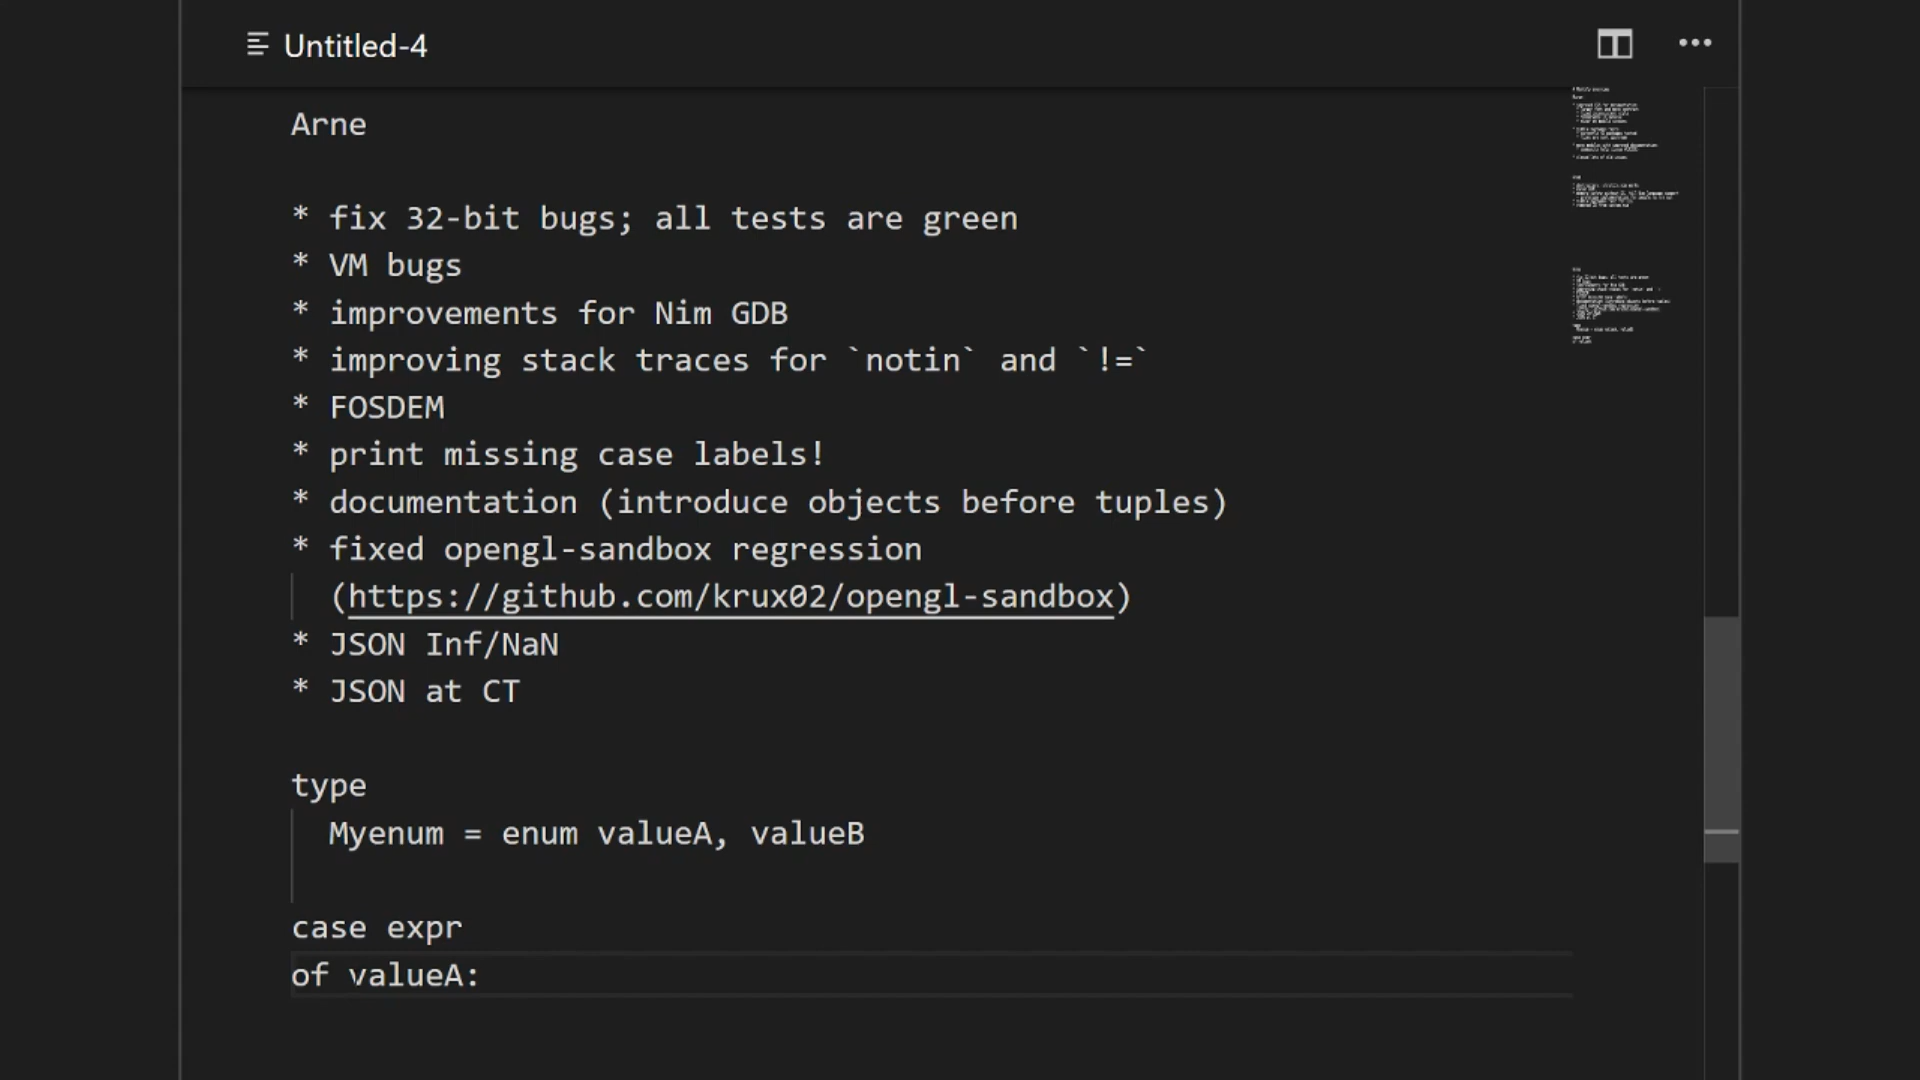 Untitled-4
Arne
* fix 32-bit bugs; all tests are green
* VM bugs
* improvements for Nim GDB
* improving stack traces for `notin` and `!=`
* FOSDEM
* print missing case labels!
* documentation (introduce objects before tuples)
* fixed opengl-sandbox regression
(https://github.com/krux02/opengl-sandbox)
* JSON Inf/NaN
* JSON at CT
type
Myenum = enum valueA, valueB
case expr
of valueA: